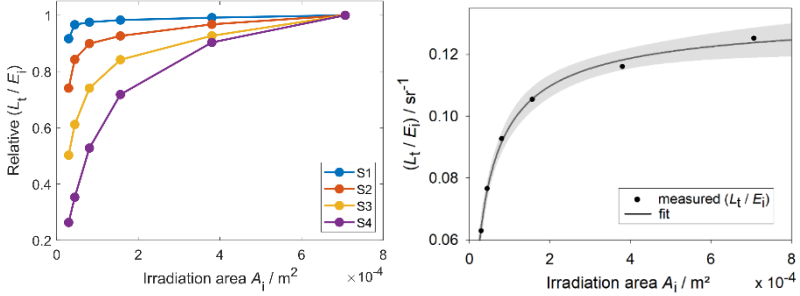 Relative (Lt / Ei)
1
0.8
0.6
0.4
0.2
0
2
4
6
8
Irradiation area Ai / m²
×10⁻⁴
S1
S2
S3
S4
(Lt / Ei) / sr⁻¹
0.12
0.10
0.08
0.06
0
2
4
6
8
Irradiation area Ai / m²
x 10⁻⁴
measured (Lt / Ei)
fit